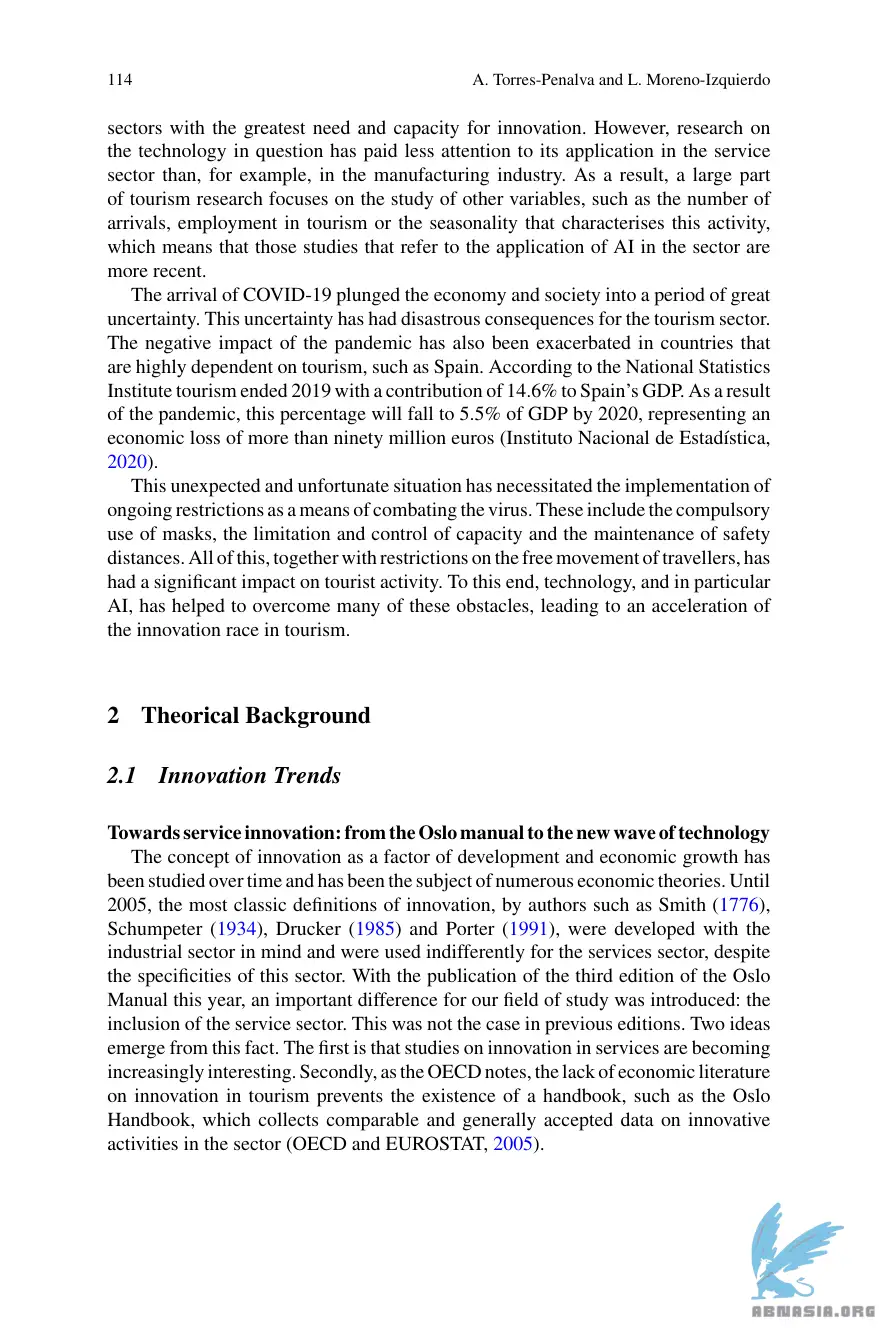 114
A. Torres-Penalva and L. Moreno-Izquierdo
sectors with the greatest need and capacity for innovation. However, research on
the technology in question has paid less attention to its application in the service
sector than, for example, in the manufacturing industry. As a result, a large part
of tourism research focuses on the study of other variables, such as the number of
arrivals, employment in tourism or the seasonality that characterises this activity,
which means that those studies that refer to the application of AI in the sector are
more recent.
The arrival of COVID-19 plunged the economy and society into a period of great
uncertainty. This uncertainty has had disastrous consequences for the tourism sector.
The negative impact of the pandemic has also been exacerbated in countries that
are highly dependent on tourism, such as Spain. According to the National Statistics
Institute tourism ended 2019 with a contribution of 14.6% to Spain's GDP. As a result
of the pandemic, this percentage will fall to 5.5% of GDP by 2020, representing an
economic loss of more than ninety million euros (Instituto Nacional de Estadística,
2020).
This unexpected and unfortunate situation has necessitated the implementation of
ongoing restrictions as a means of combating the virus. These include the compulsory
use of masks, the limitation and control of capacity and the maintenance of safety
distances. All of this, together with restrictions on the free movement of travellers, has
had a significant impact on tourist activity. To this end, technology, and in particular
AI, has helped to overcome many of these obstacles, leading to an acceleration of
the innovation race in tourism.
2 Theorical Background
2.1 Innovation Trends
Towards service innovation: from the Oslo manual to the new wave of technology
The concept of innovation as a factor of development and economic growth has
been studied over time and has been the subject of numerous economic theories. Until
2005, the most classic definitions of innovation, by authors such as Smith (1776),
Schumpeter (1934), Drucker (1985) and Porter (1991), were developed with the
industrial sector in mind and were used indifferently for the services sector, despite
the specificities of this sector. With the publication of the third edition of the Oslo
Manual this year, an important difference for our field of study was introduced: the
inclusion of the service sector. This was not the case in previous editions. Two ideas
emerge from this fact. The first is that studies on innovation in services are becoming
increasingly interesting. Secondly, as the OECD notes, the lack of economic literature
on innovation in tourism prevents the existence of a handbook, such as the Oslo
Handbook, which collects comparable and generally accepted data on innovative
activities in the sector (OECD and EUROSTAT, 2005).
ABNASIA.ORG